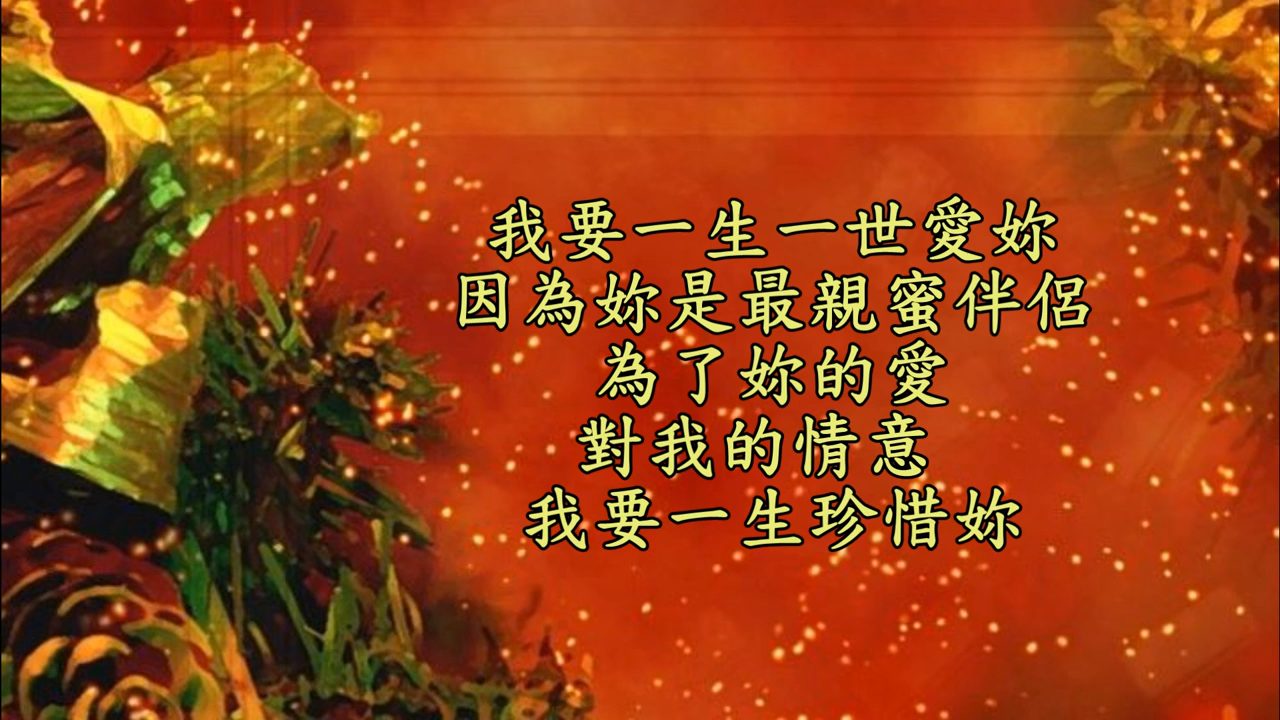 我要一生一世愛妳
因為妳是最親蜜伴侶
為了妳的愛
對我的情意
我要一生珍惜妳